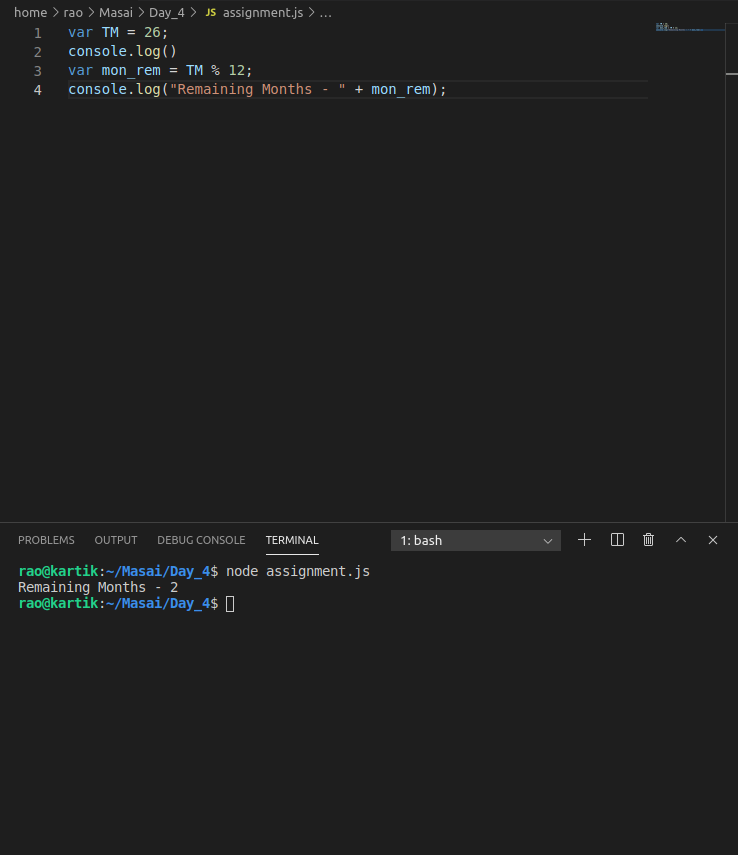 home > rao > Masai > Day_4 > JS assignment.js > ...
1 var TM = 26;
2 console.log()
3 var mon_rem = TM % 12;
4 console.log("Remaining Months - " + mon_rem);
PROBLEMS OUTPUT DEBUG CONSOLE TERMINAL 1: bash
rao@kartik:~/Masai/Day_4$ node assignment.js
Remaining Months - 2
rao@kartik:~/Masai/Day_4$